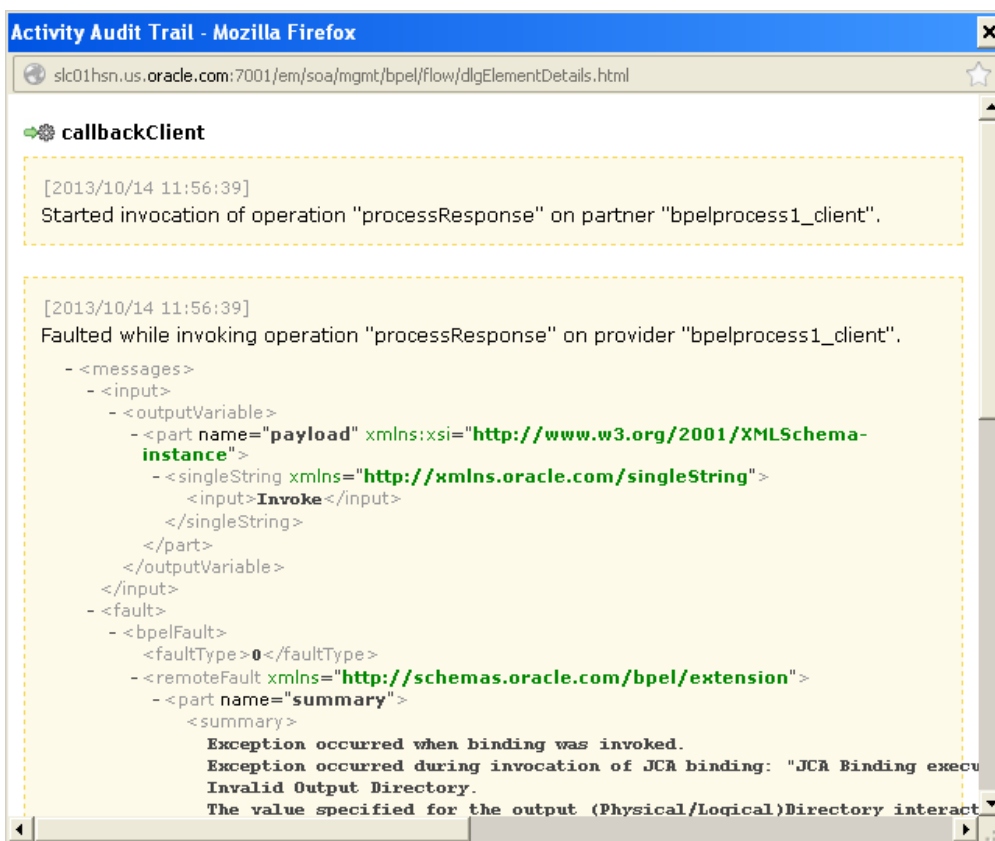 Activity Audit Trail - Mozilla Firefox
slc01hsn.us.oracle.com:7001/em/soa/mgmt/bpel/flow/dlgElementDetails.html
callbackClient
[2013/10/14 11:56:39]
Started invocation of operation "processResponse" on partner "bpelprocess1_client".
[2013/10/14 11:56:39]
Faulted while invoking operation "processResponse" on provider "bpelprocess1_client".
- <messages>
- <input>
- <outputVariable>
- <part name="payload" xmlns:xsi="http://www.w3.org/2001/XMLSchema-
instance">
- <singleString xmlns="http://xmlns.oracle.com/singleString">
<input>Invoke</input>
</singleString>
</part>
</outputVariable>
</input>
- <fault>
- <bpelFault>
<faultType>0</faultType>
- <remoteFault xmlns="http://schemas.oracle.com/bpel/extension">
- <part name="summary">
<summary>
Exception occurred when binding was invoked.
Exception occurred during invocation of JCA binding: "JCA Binding execu
Invalid Output Directory.
The value specified for the output (Physical/Logical)Directory interact